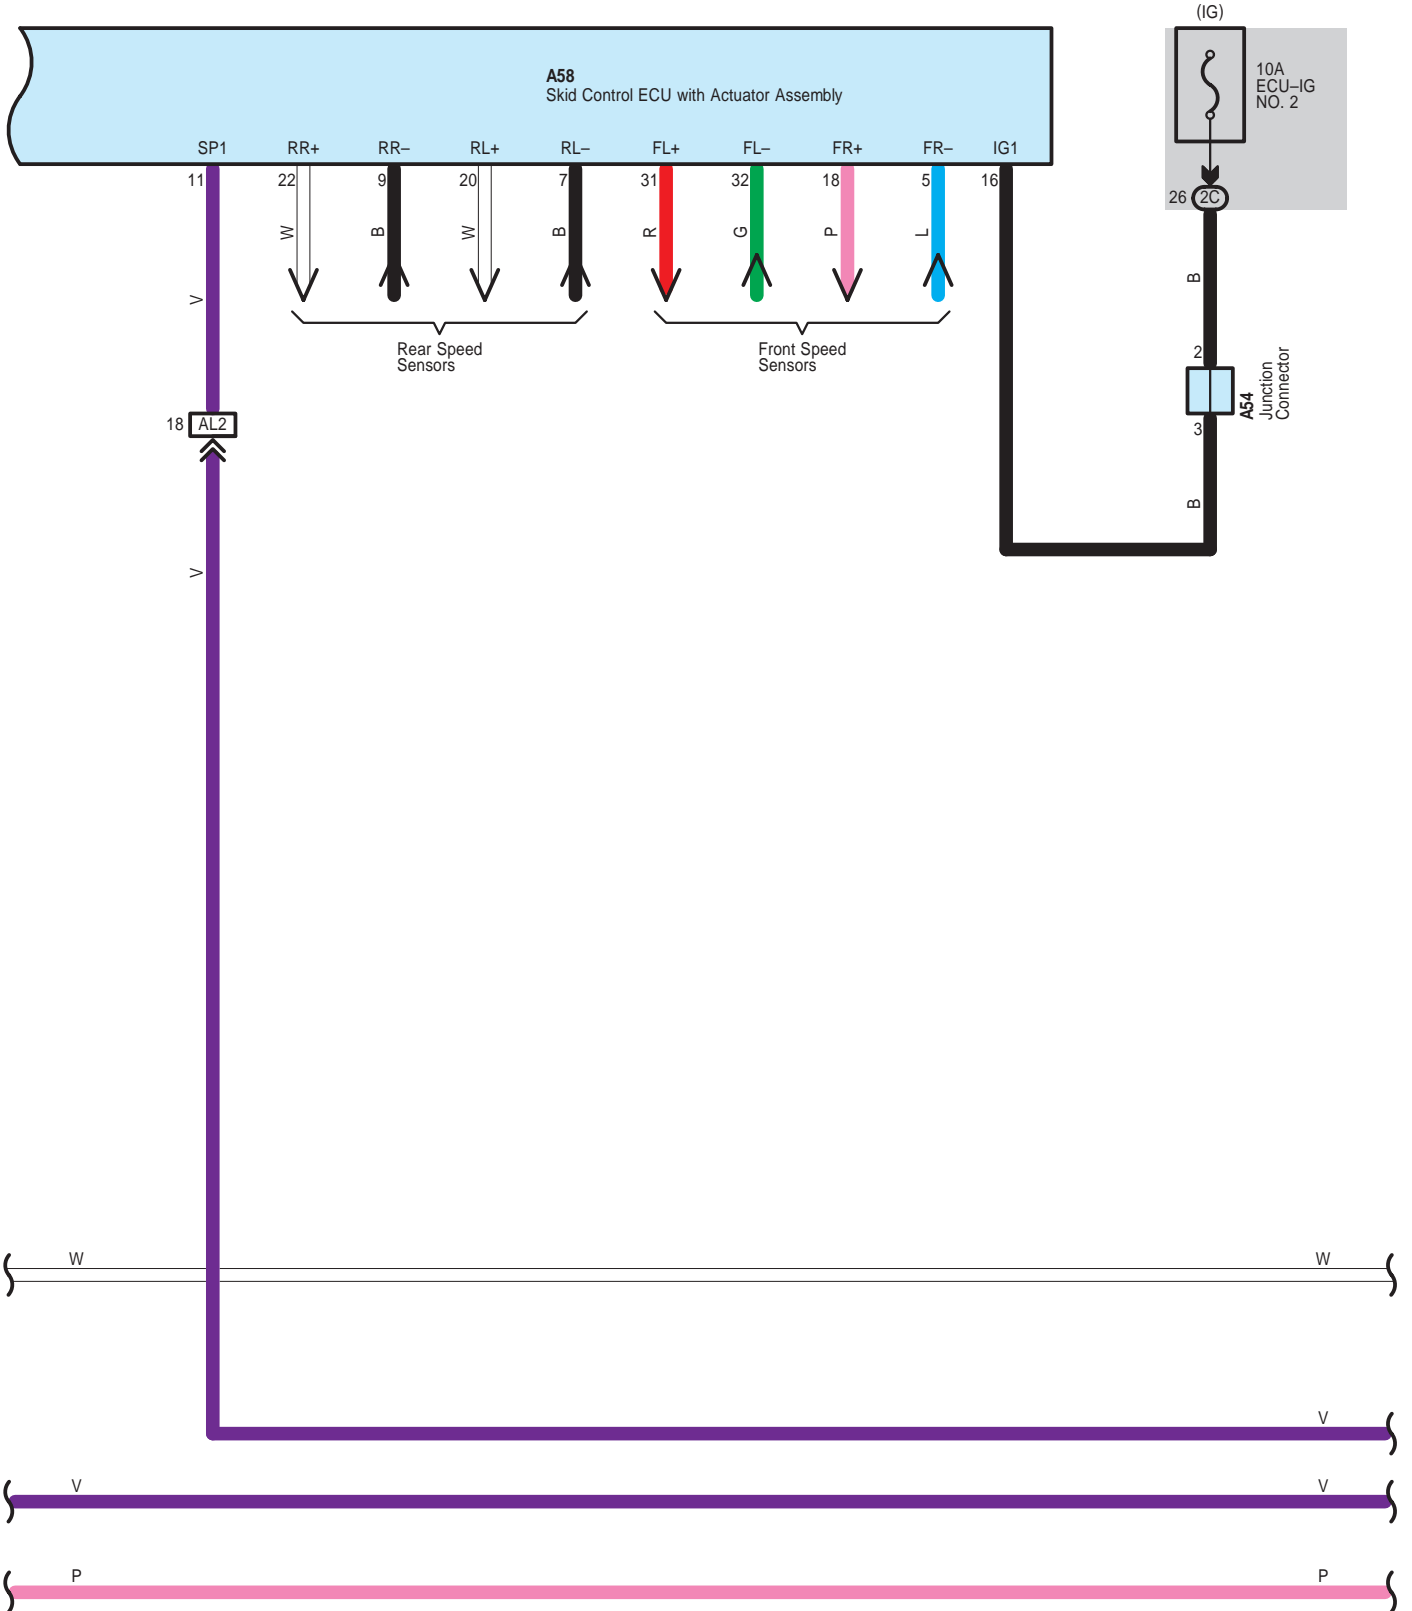 (IG)
A58
Skid Control ECU with Actuator Assembly
10A
ECU–IG
NO. 2
SP1 RR+ RR– RL+ RL– FL+ FL– FR+ FR– IG1
11 22 9 20 7 31 32 18 5 16
26 2C
W B W B R G P L
B
V
Rear Speed
Sensors
Front Speed
Sensors
2
A54
Junction
Connector
3
18 AL2
B
V
W W
V
V V
P P